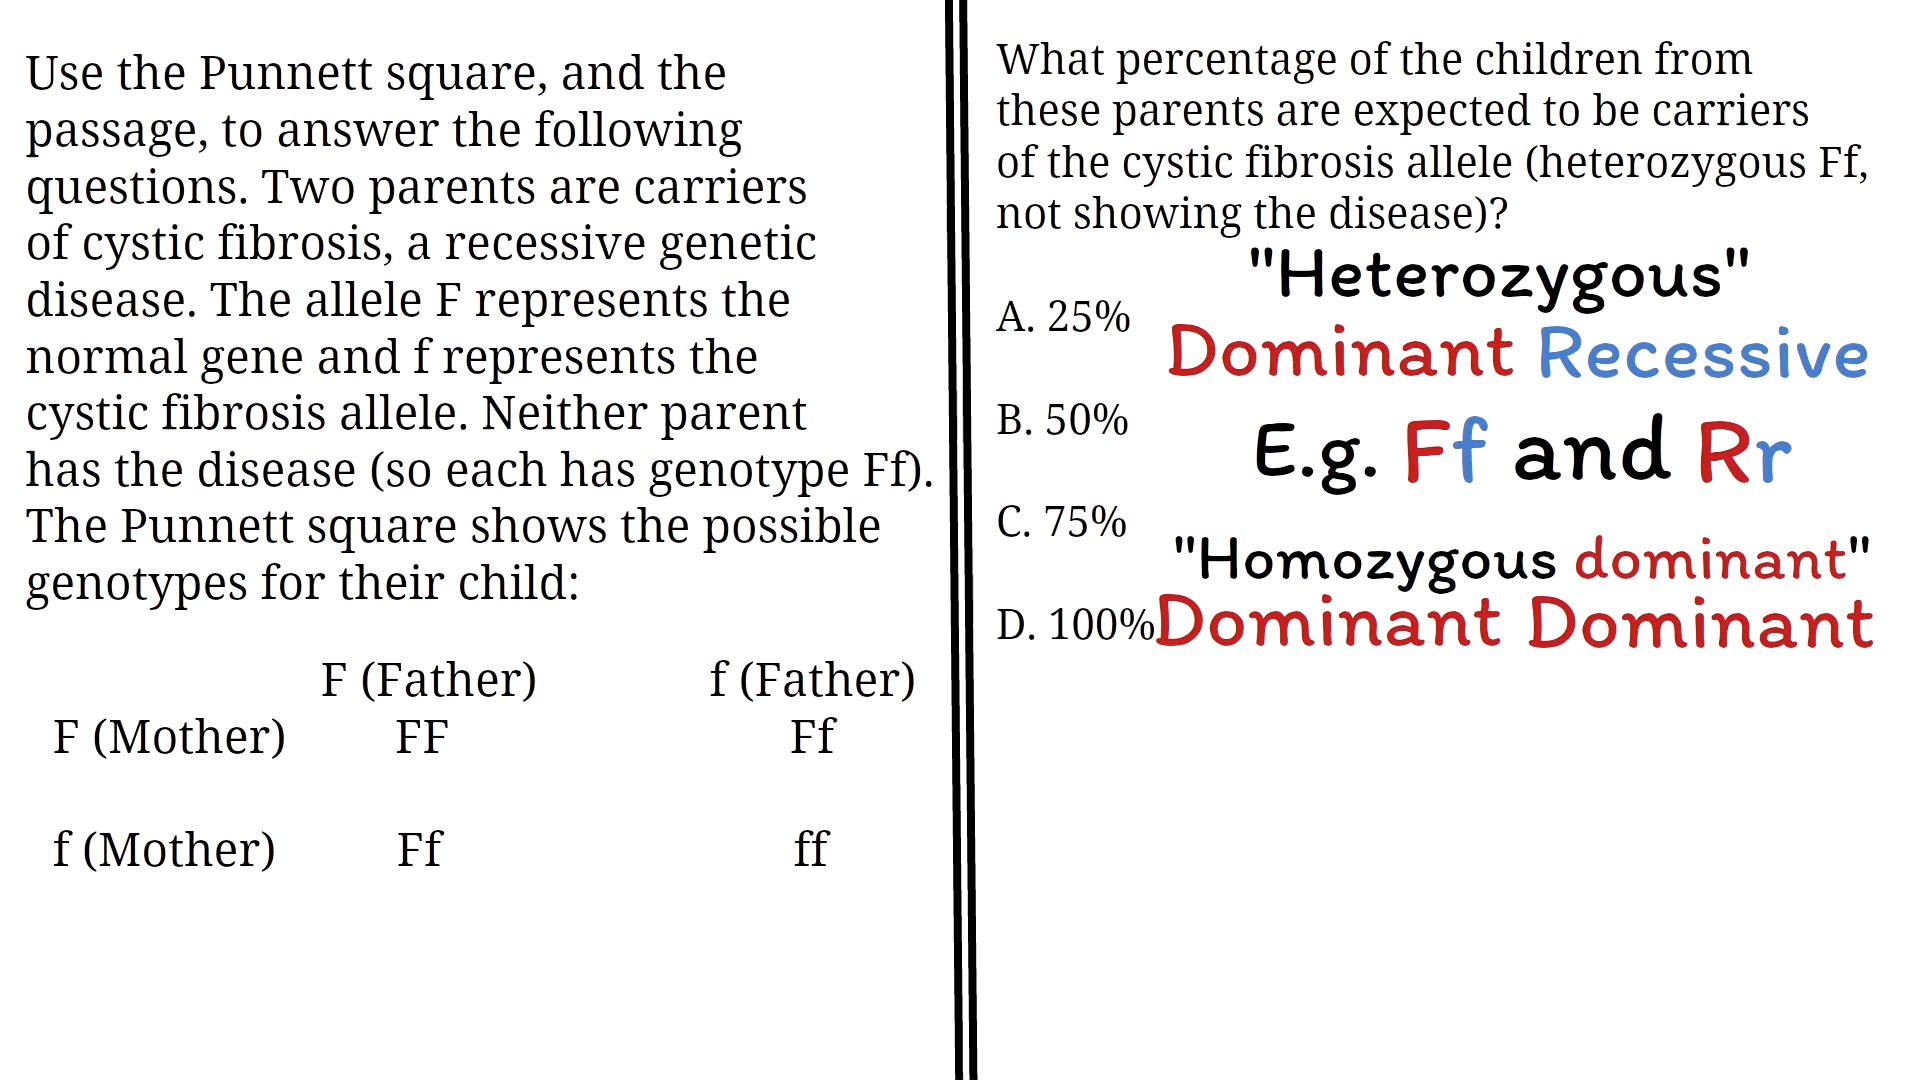 Use the Punnett square, and the
passage, to answer the following
questions. Two parents are carriers
of cystic fibrosis, a recessive genetic
disease. The allele F represents the
normal gene and f represents the
cystic fibrosis allele. Neither parent
has the disease (so each has genotype Ff).
The Punnett square shows the possible
genotypes for their child:
F (Father) f (Father)
F (Mother) FF Ff
f (Mother) Ff ff
What percentage of the children from
these parents are expected to be carriers
of the cystic fibrosis allele (heterozygous Ff,
not showing the disease)?
"Heterozygous"
A. 25%
Dominant Recessive
B. 50%
E.g. Ff and Rr
C. 75%
"Homozygous dominant"
D. 100%
Dominant Dominant